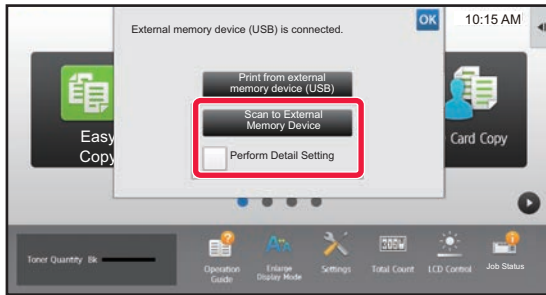 External memory device (USB) is connected.
OK
10:15 AM
Print from external
memory device (USB)
Scan to External
Memory Device
Perform Detail Setting
Easy
Copy
Card Copy
Toner Quantity Bk
Operation
Guide
Enlarge
Display Mode
Settings
Total Count
LCD Control
Job Status